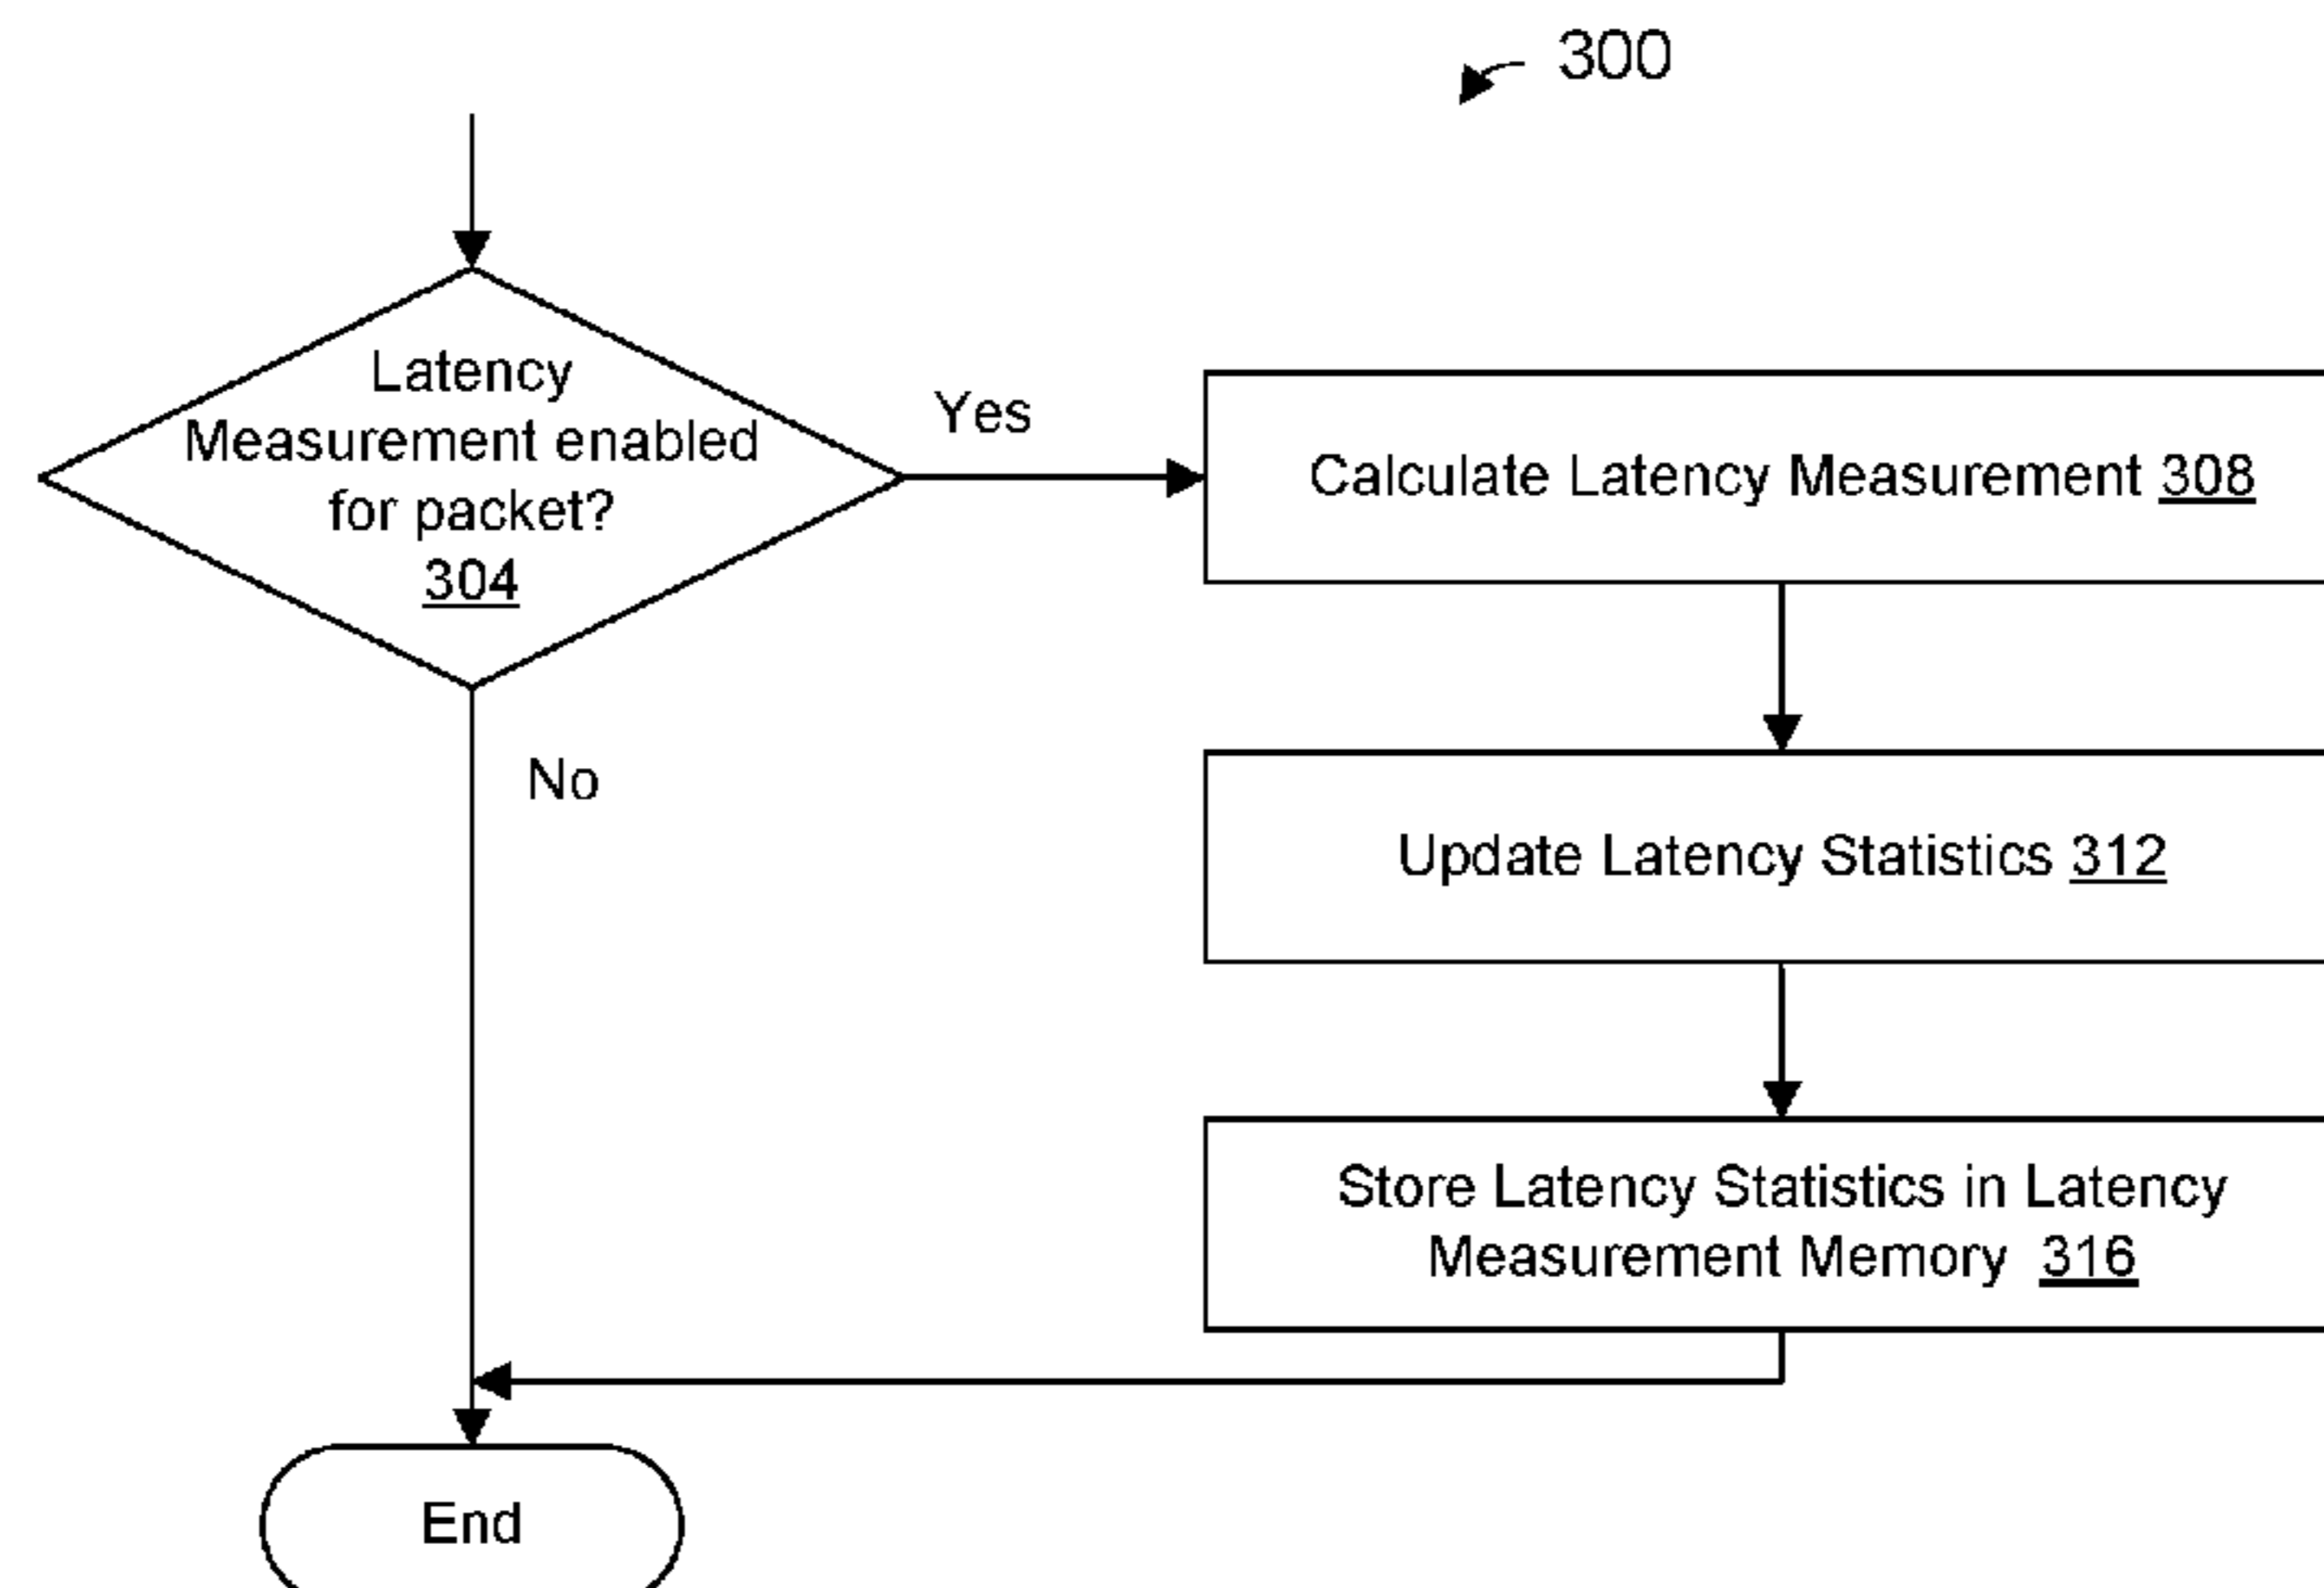 300
Latency
Measurement enabled
for packet?
304
Yes
Calculate Latency Measurement 308
No
Update Latency Statistics 312
Store Latency Statistics in Latency
Measurement Memory 316
End